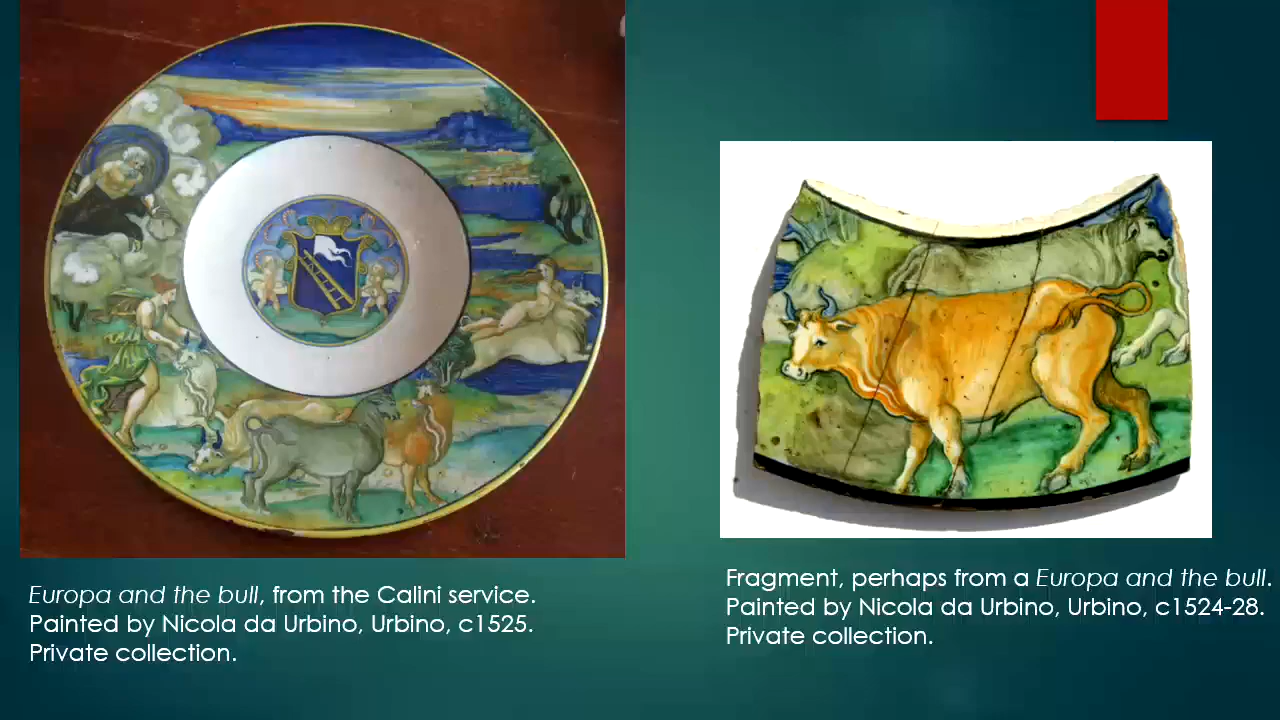 Europa and the bull, from the Calini service.
Painted by Nicola da Urbino, Urbino, c1525.
Private collection.
Fragment, perhaps from a Europa and the bull.
Painted by Nicola da Urbino, Urbino, c1524-28.
Private collection.